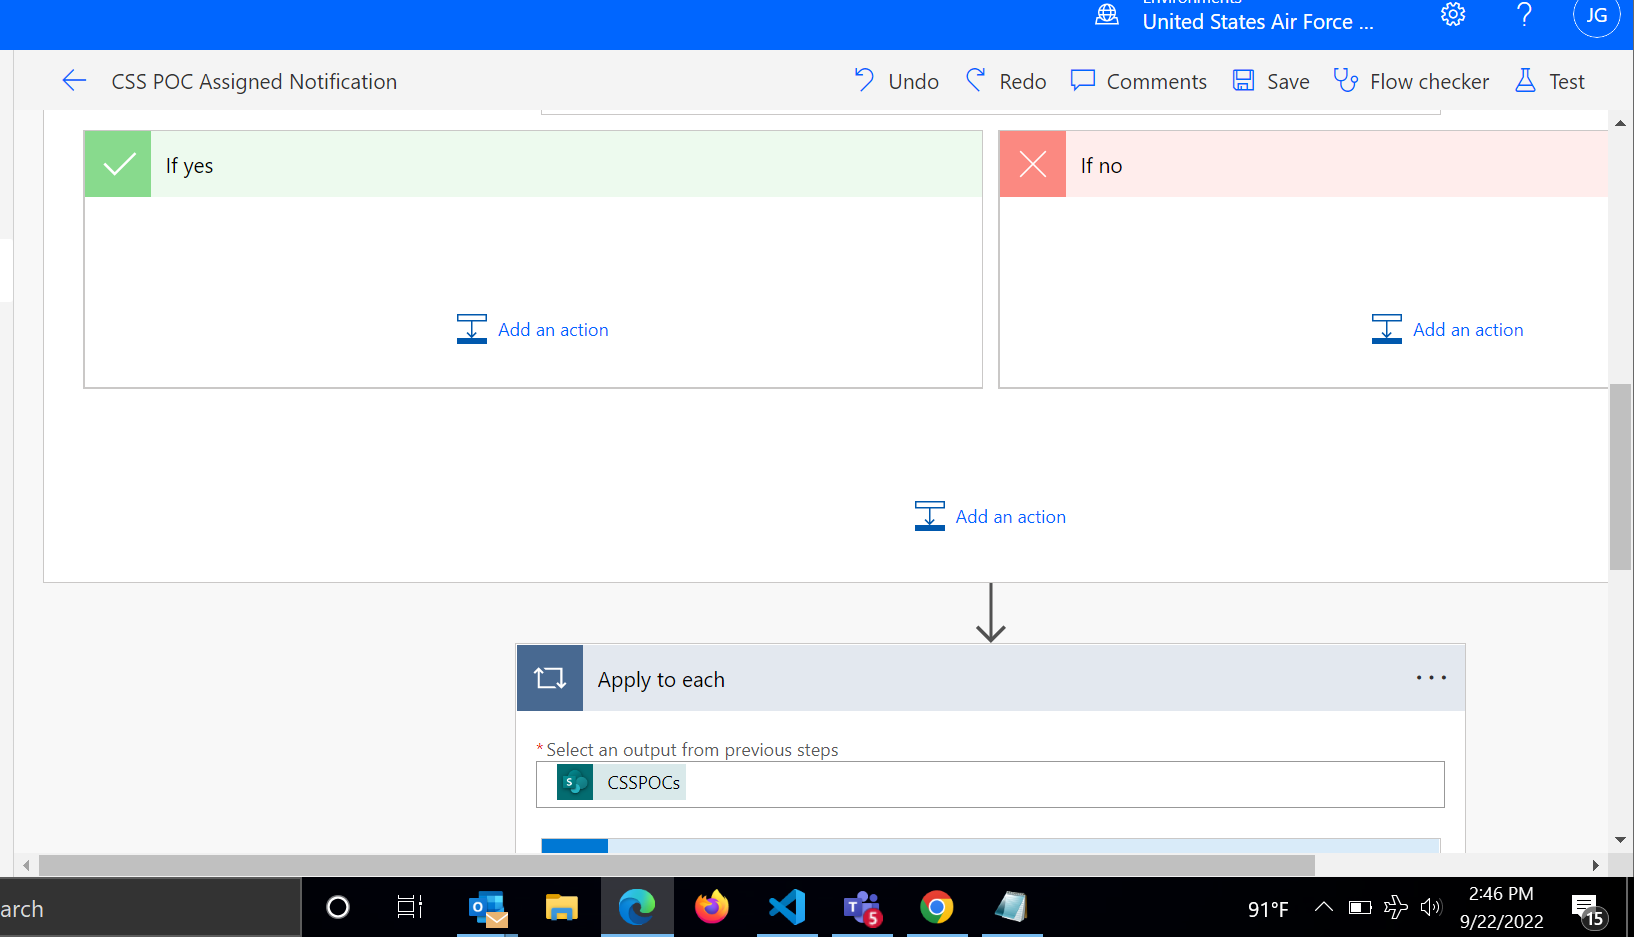 Environments
United States Air Force ...
JG
CSS POC Assigned Notification
Undo
Redo
Comments
Save
Flow checker
Test
If yes
If no
Add an action
Add an action
Add an action
Apply to each
* Select an output from previous steps
S
CSSPOCs
arch
O
T
5
91°F
2:46 PM
9/22/2022
15